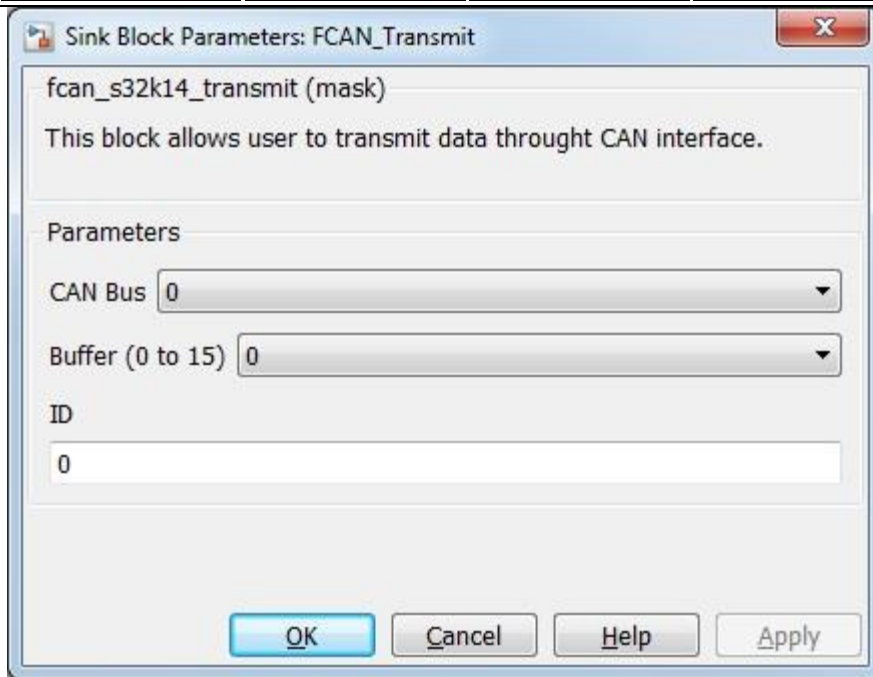 Sink Block Parameters: FCAN_Transmit
fcan_s32k14_transmit (mask)
This block allows user to transmit data throught CAN interface.
Parameters
CAN Bus 0
Buffer (0 to 15) 0
ID
0
OK Cancel Help Apply